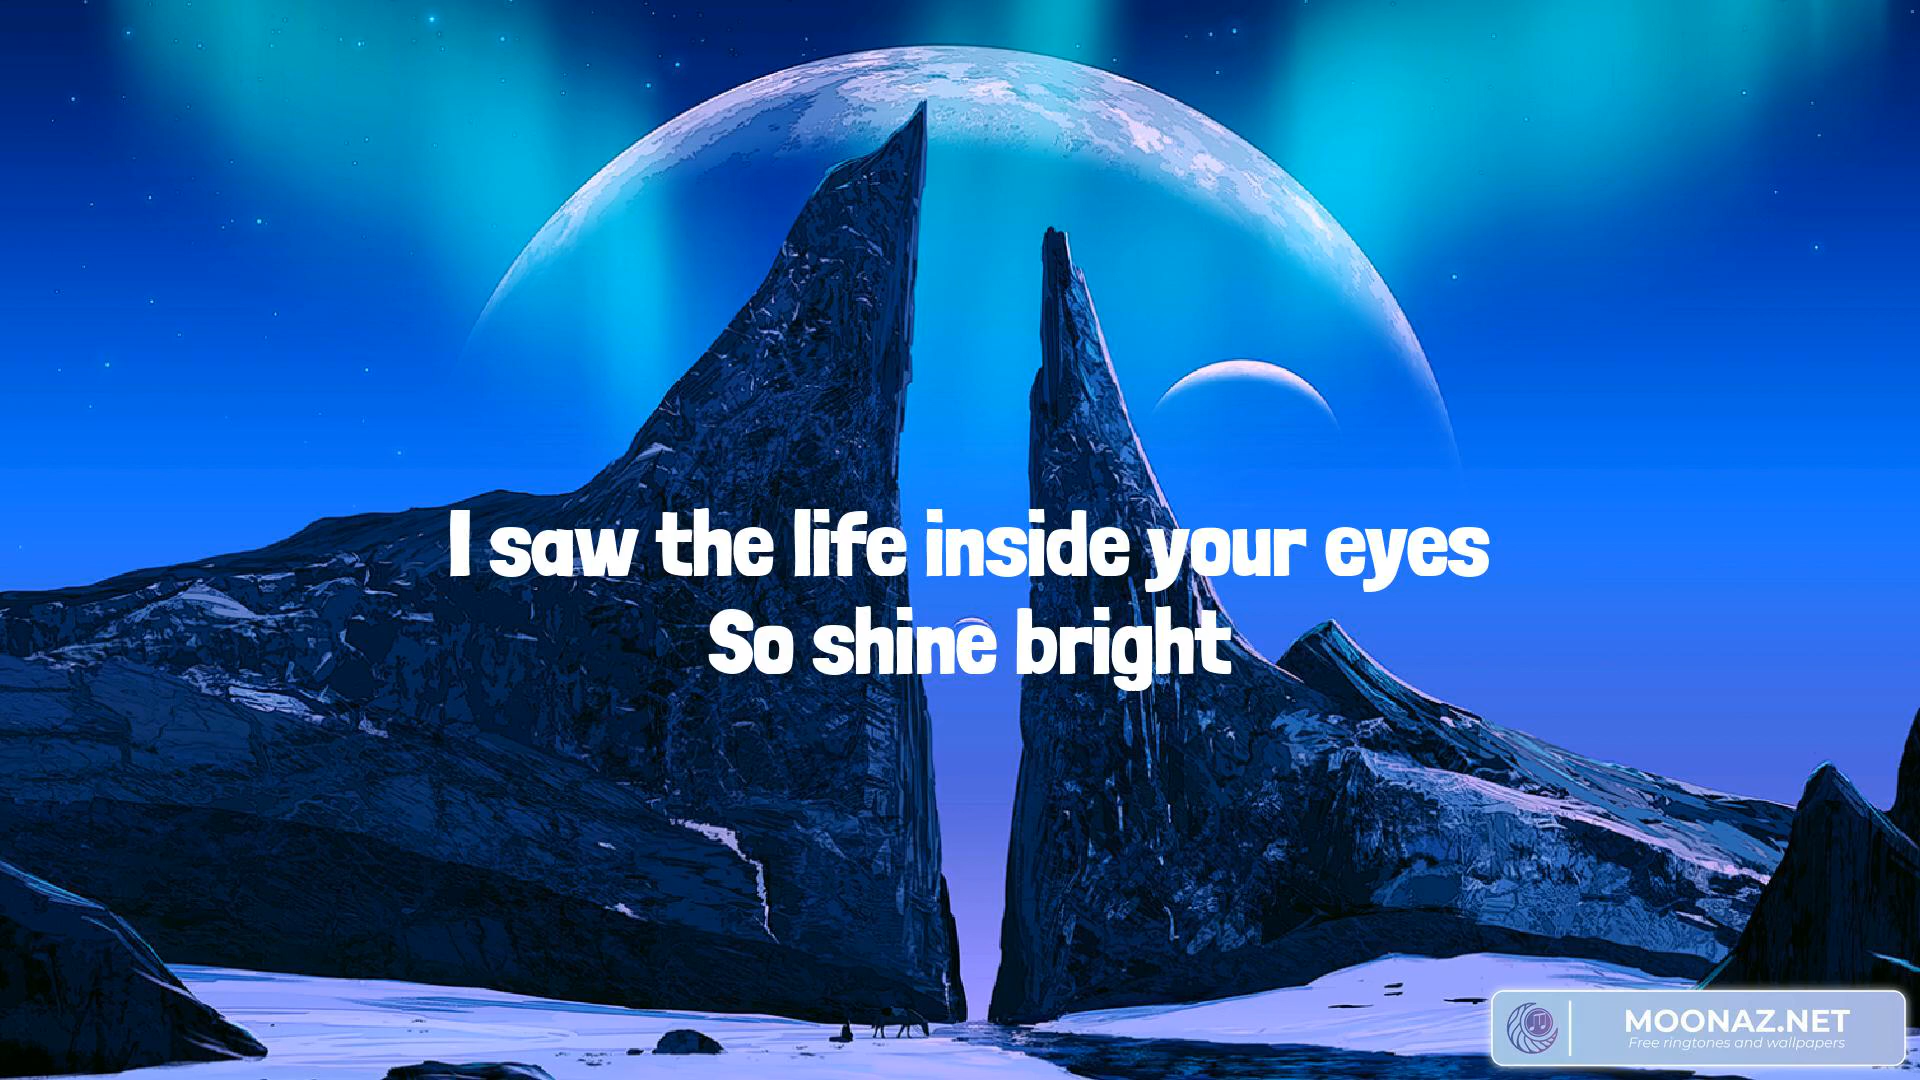 I saw the life inside your eyes
So shine bright
MOONAZ.NET
Free ringtones and wallpapers